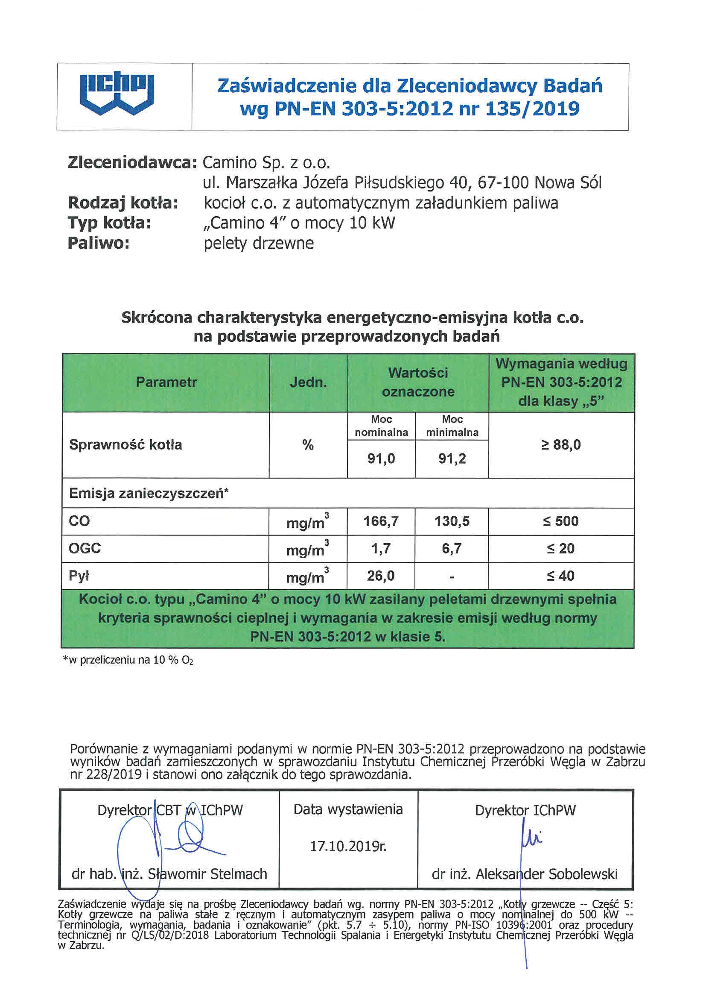 IChPW
Zaświadczenie dla Zleceniodawcy Badań
wg PN-EN 303-5:2012 nr 135/2019
Zleceniodawca: Camino Sp. z o.o.
ul. Marszałka Józefa Piłsudskiego 40, 67-100 Nowa Sól
Rodzaj kotła: kocioł c.o. z automatycznym załadunkiem paliwa
Typ kotła: „Camino 4” o mocy 10 kW
Paliwo: pelety drzewne
Skrócona charakterystyka energetyczno-emisyjna kotła c.o.
na podstawie przeprowadzonych badań
Parametr Jedn. Wartości oznaczone Wymagania według PN-EN 303-5:2012 dla klasy „5”
Moc nominalna Moc minimalna
Sprawność kotła % 91,0 91,2 ≥ 88,0
Emisja zanieczyszczeń*
CO mg/m³ 166,7 130,5 ≤ 500
OGC mg/m³ 1,7 6,7 ≤ 20
Pył mg/m³ 26,0 - ≤ 40
Kocioł c.o. typu „Camino 4” o mocy 10 kW zasilany peletami drzewnymi spełnia
kryteria sprawności cieplnej i wymagania w zakresie emisji według normy
PN-EN 303-5:2012 w klasie 5.
*w przeliczeniu na 10 % O₂
Porównanie z wymaganiami podanymi w normie PN-EN 303-5:2012 przeprowadzono na podstawie
wyników badań zamieszczonych w sprawozdaniu Instytutu Chemicznej Przeróbki Węgla w Zabrzu
nr 228/2019 i stanowi ono załącznik do tego sprawozdania.
Dyrektor CBT w IChPW Data wystawienia Dyrektor IChPW
17.10.2019r.
dr hab. inż. Sławomir Stelmach dr inż. Aleksander Sobolewski
Zaświadczenie wydaje się na prośbę Zleceniodawcy badań wg. normy PN-EN 303-5:2012 „Kotły grzewcze -- Część 5:
Kotły grzewcze na paliwa stałe z ręcznym i automatycznym zasypem paliwa o mocy nominalnej do 500 kW --
Terminologia, wymagania, badania i oznakowanie” (pkt. 5.7 ÷ 5.10), normy PN-ISO 10396:2001 oraz procedury
technicznej nr Q/LS/02/D:2018 Laboratorium Technologii Spalania i Energetyki Instytutu Chemicznej Przeróbki Węgla
w Zabrzu.